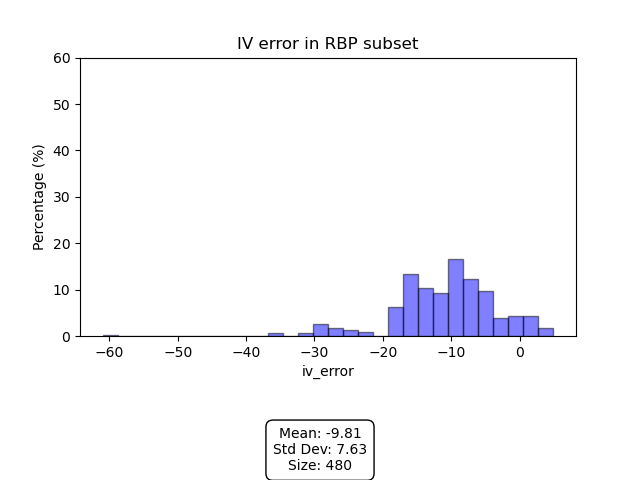 IV error in RBP subset
60
50
40
30
20
10
0
Percentage (%)
−60
−50
−40
−30
−20
−10
0
iv_error
Mean: -9.81
Std Dev: 7.63
Size: 480